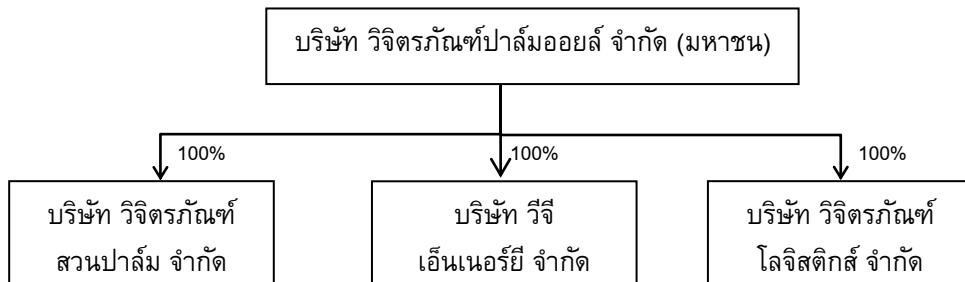 บริษัท วิจิตรภัณฑ์ปาล์มออยล์ จำกัด (มหาชน)
100%
100%
100%
บริษัท วิจิตรภัณฑ์
สวนปาล์ม จำกัด
บริษัท วีจี
เอ็นเนอร์ยี จำกัด
บริษัท วิจิตรภัณฑ์
โลจิสติกส์ จำกัด